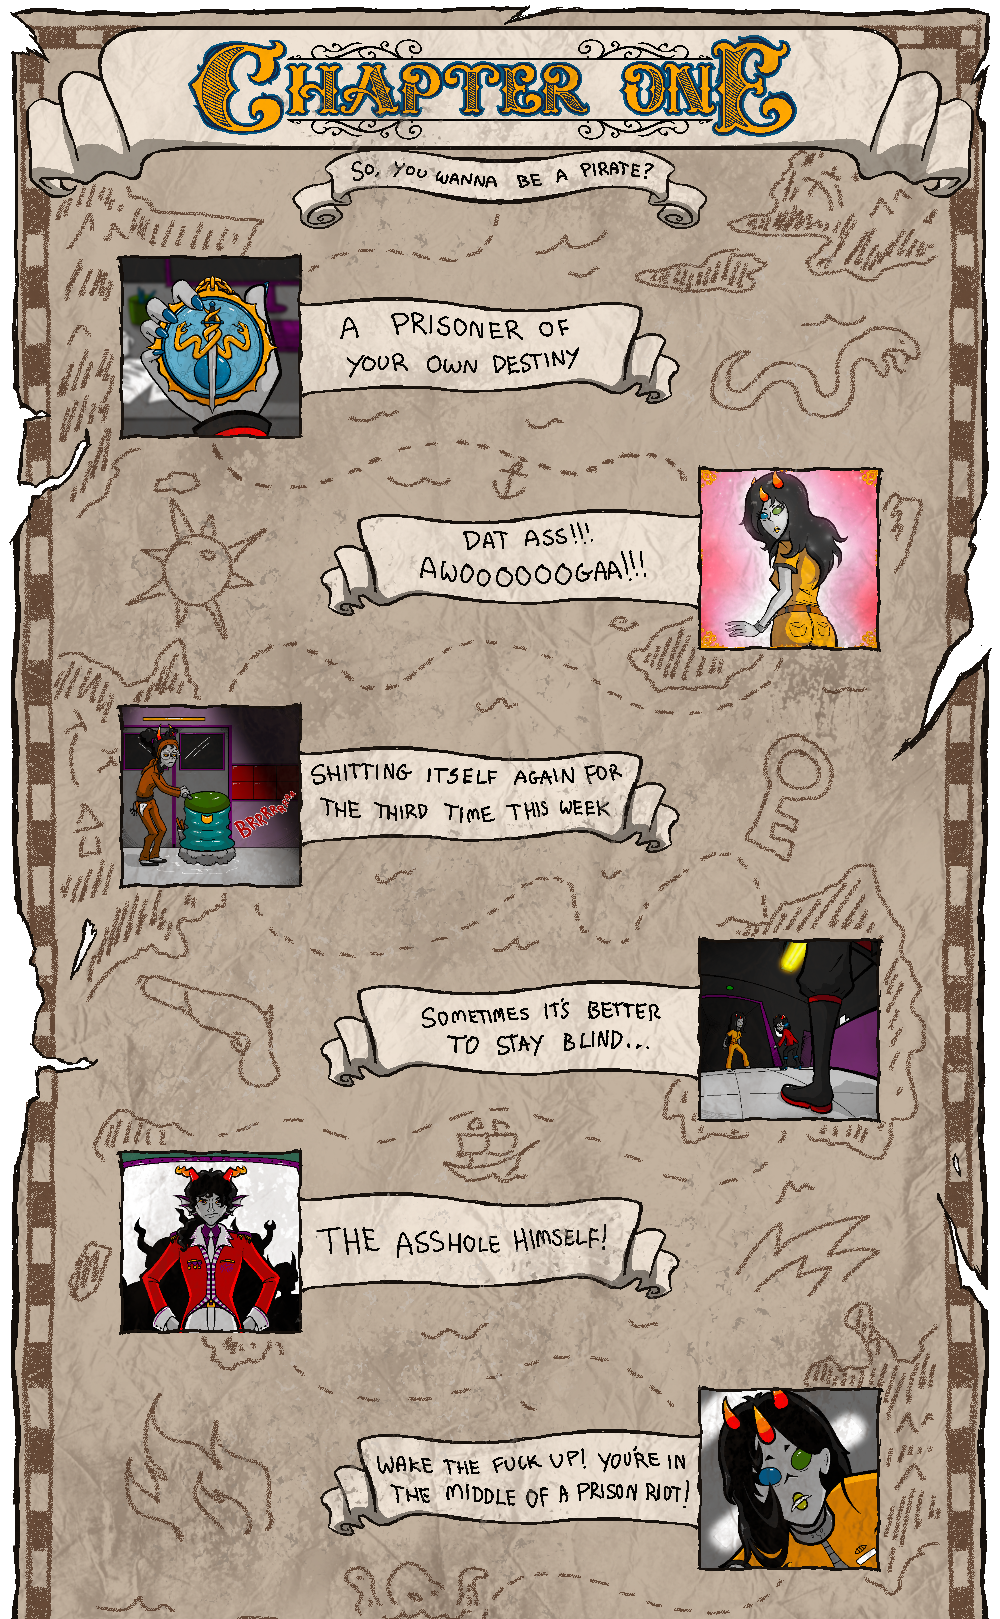 CHAPTER ONE
SO, YOU WANNA BE A PIRATE?
A PRISONER OF
YOUR OWN DESTINY
DAT ASS!!!
AWOOOOOOGAA!!!
SHITTING ITSELF AGAIN FOR
THE THIRD TIME THIS WEEK
BRRRRRRRR
SOMETIMES IT'S BETTER
TO STAY BLIND...
THE ASSHOLE HIMSELF!
WAKE THE FUCK UP! YOU'RE IN
THE MIDDLE OF A PRISON RIOT!